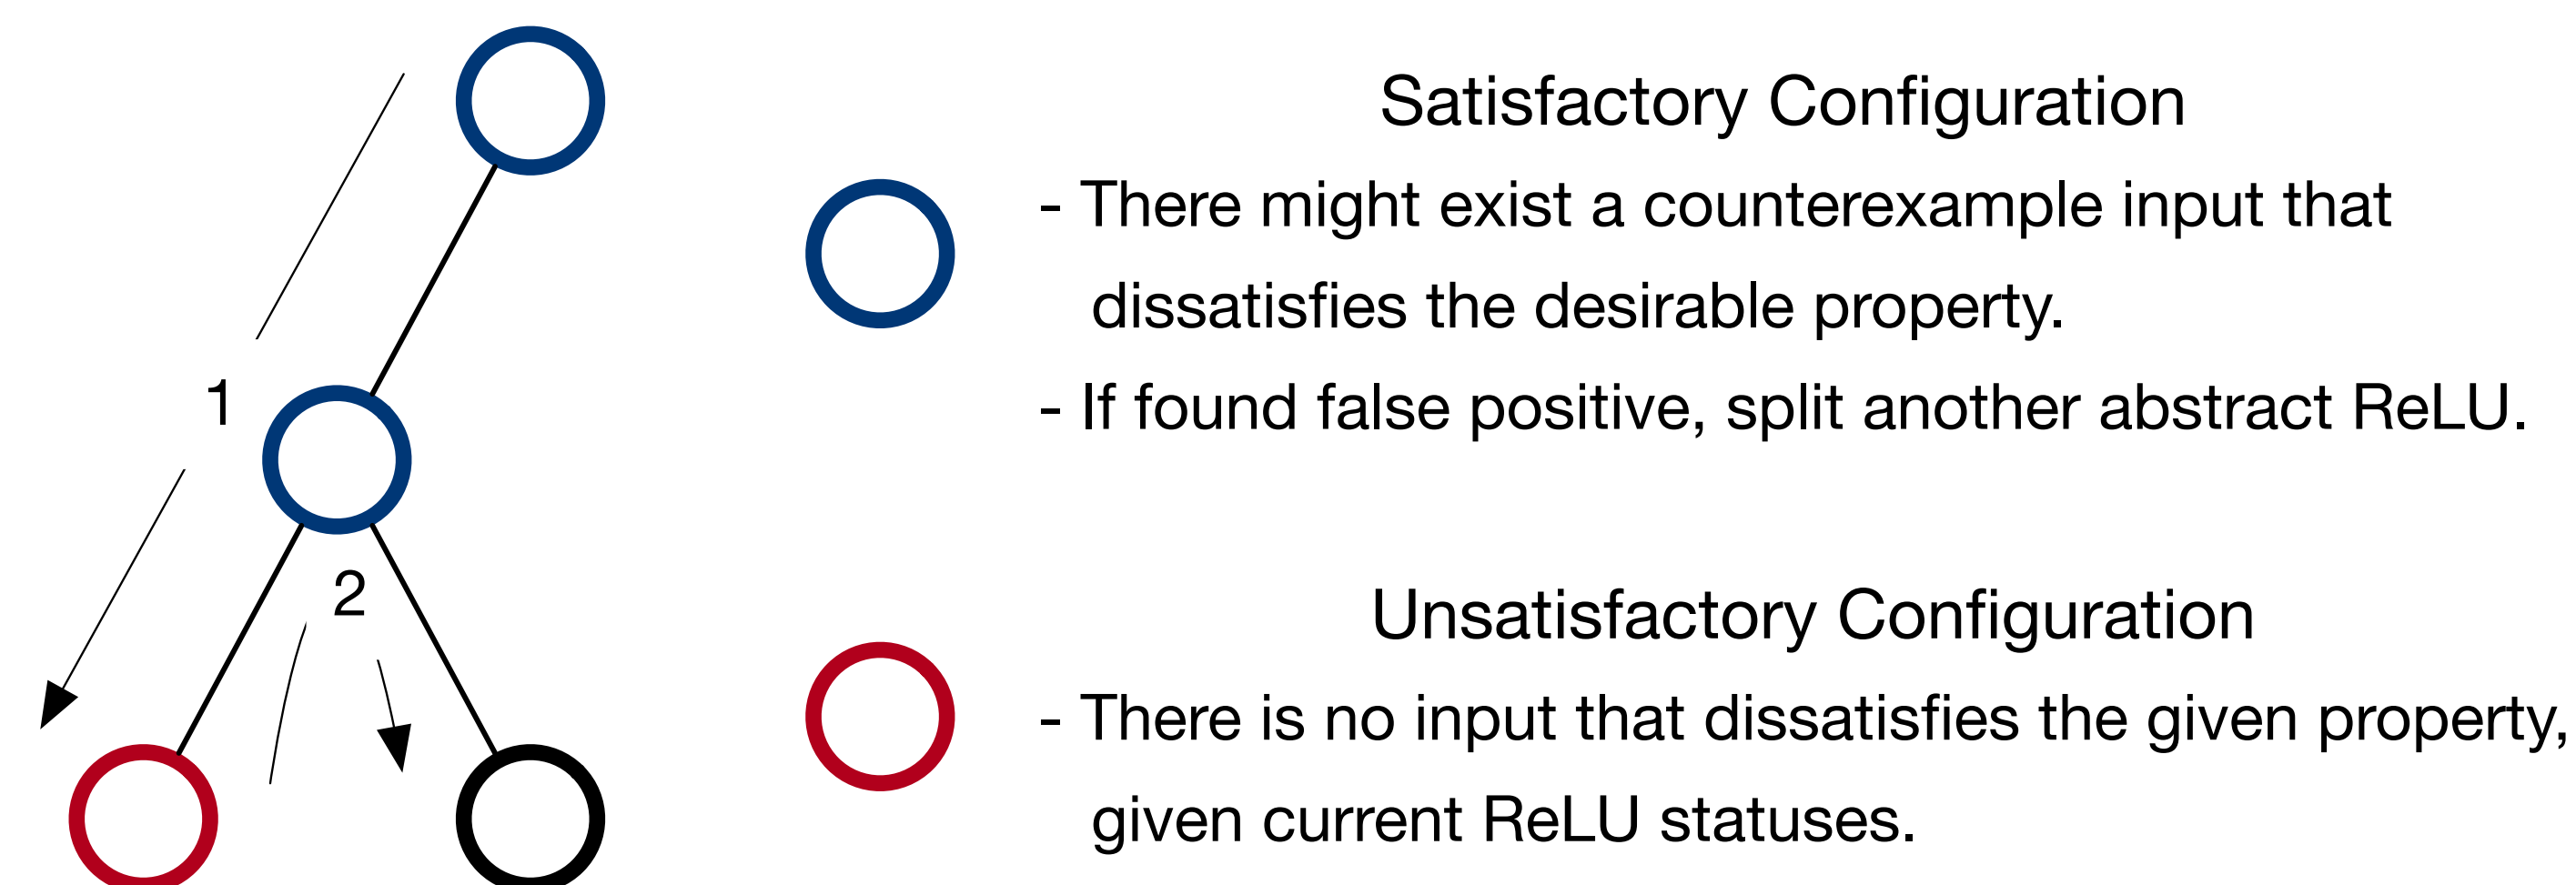 1
2
Satisfactory Configuration
- There might exist a counterexample input that
dissatisfies the desirable property.
- If found false positive, split another abstract ReLU.
Unsatisfactory Configuration
- There is no input that dissatisfies the given property,
given current ReLU statuses.